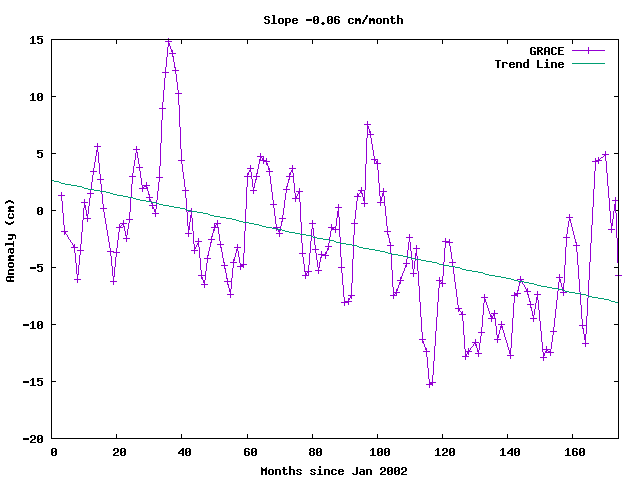 Slope -0.06 cm/month
GRACE
Trend Line
15
10
5
0
-5
-10
-15
-20
Anomaly (cm)
0 20 40 60 80 100 120 140 160
Months since Jan 2002